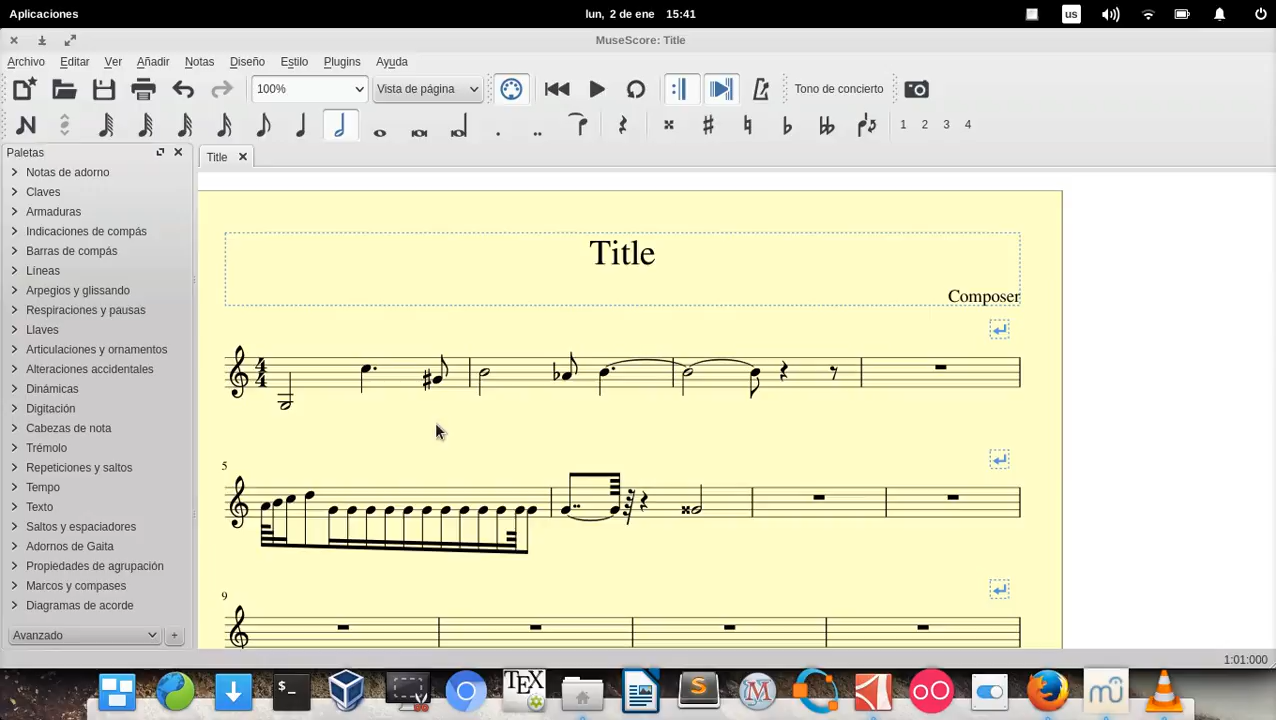 Aplicaciones
lun, 2 de ene 15:41
us
MuseScore: Title
Archivo Editar Ver Añadir Notas Diseño Estilo Plugins Ayuda
100% Vista de página Tono de concierto
1 2 3 4
Paletas
Title
Notas de adorno
Claves
Armaduras
Indicaciones de compás
Barras de compás
Líneas
Arpegios y glissando
Respiraciones y pausas
Llaves
Articulaciones y ornamentos
Alteraciones accidentales
Dinámicas
Digitación
Cabezas de nota
Trémolo
Repeticiones y saltos
Tempo
Texto
Saltos y espaciadores
Adornos de Gaita
Propiedades de agrupación
Marcos y compases
Diagramas de acorde
Avanzado
+
Title
Composer
4
4
5
9
1:01:000
>_
TEX
S
M
mu